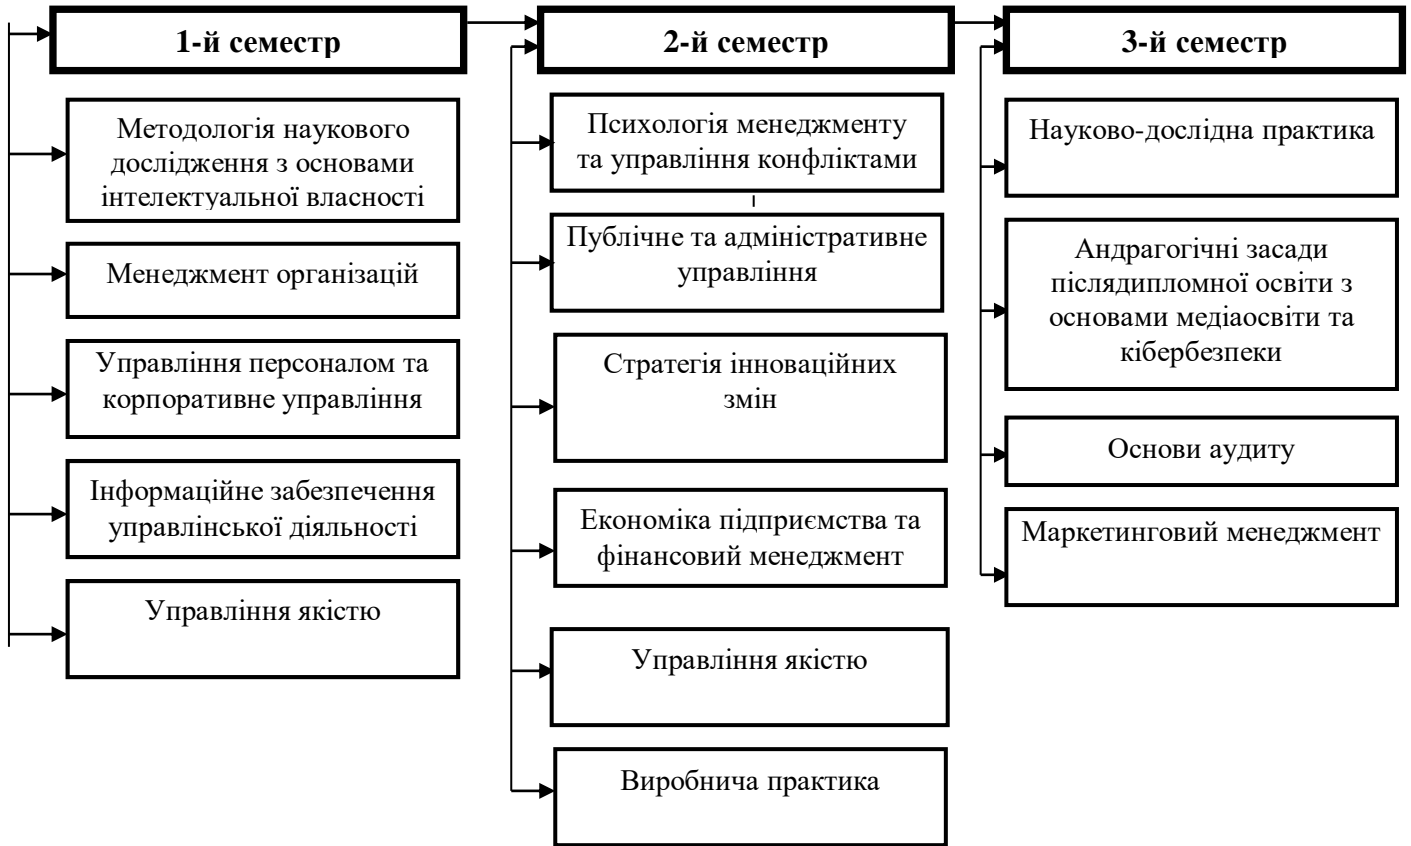 1-й семестр
Методологія наукового
дослідження з основами
інтелектуальної власності
Менеджмент організацій
Управління персоналом та
корпоративне управління
Інформаційне забезпечення
управлінської діяльності
Управління якістю
2-й семестр
Психологія менеджменту
та управління конфліктами
Публічне та адміністративне
управління
Стратегія інноваційних
змін
Економіка підприємства та
фінансовий менеджмент
Управління якістю
Виробнича практика
3-й семестр
Науково-дослідна практика
Андрагогічні засади
післядипломної освіти з
основами медіаосвіти та
кібербезпеки
Основи аудиту
Маркетинговий менеджмент